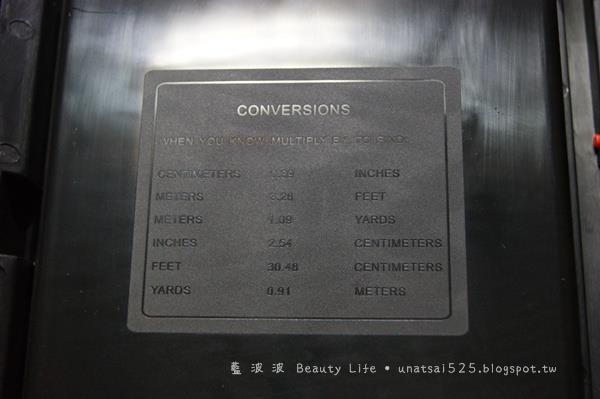 CONVERSIONS
WHEN YOU KNOW MULTIPLY BY TO FIND
CENTIMETERS 0.39 INCHES
METERS 3.28 FEET
METERS 1.09 YARDS
INCHES 2.54 CENTIMETERS
FEET 30.48 CENTIMETERS
YARDS 0.91 METERS
藍波波 Beauty Life • unatsai525.blogspot.tw